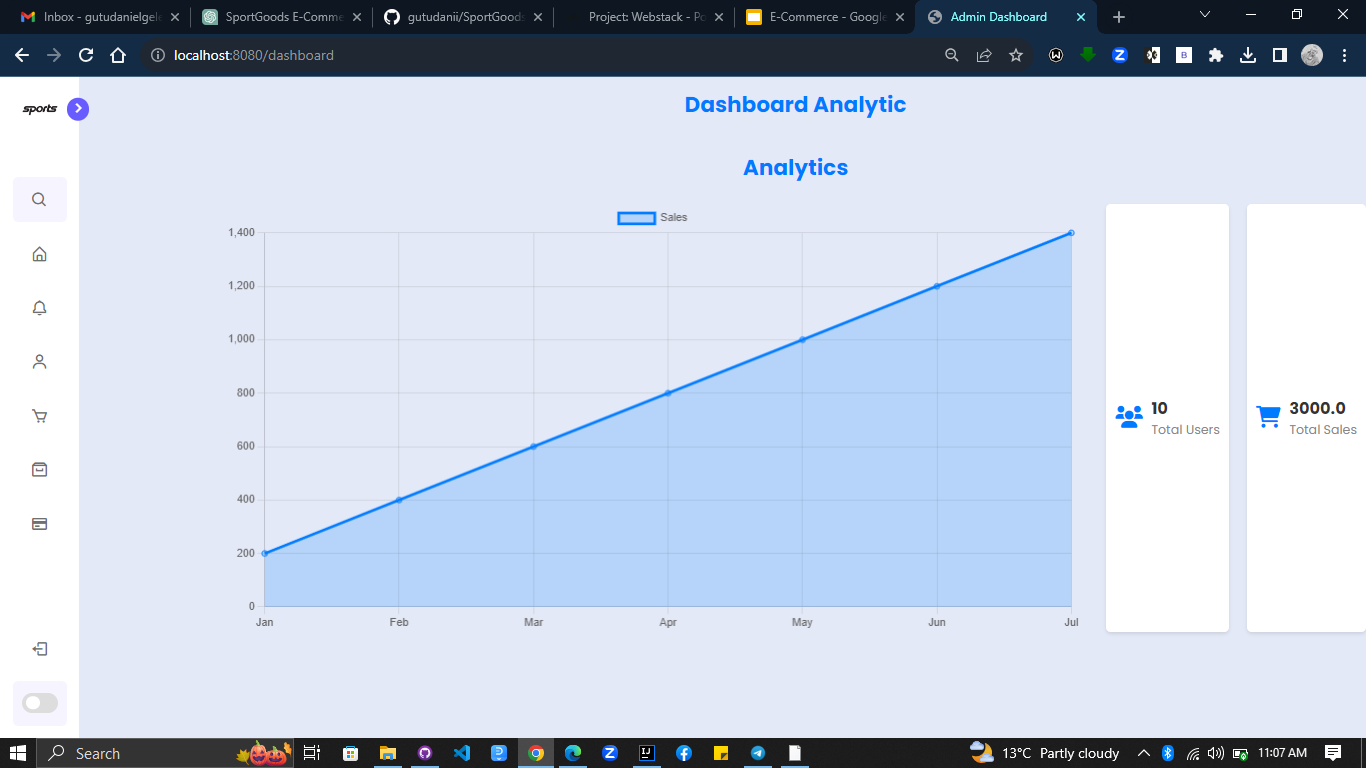 Inbox - gutudanielgele
SportGoods E-Comme
gutudanii/SportGoods
Project: Webstack - Po
E-Commerce - Google
Admin Dashboard
localhost:8080/dashboard
sports
Dashboard Analytic
Analytics
Sales
1,400
1,200
1,000
800
600
400
200
0
Jan Feb Mar Apr May Jun Jul
10
Total Users
3000.0
Total Sales
Search
13°C Partly cloudy
11:07 AM